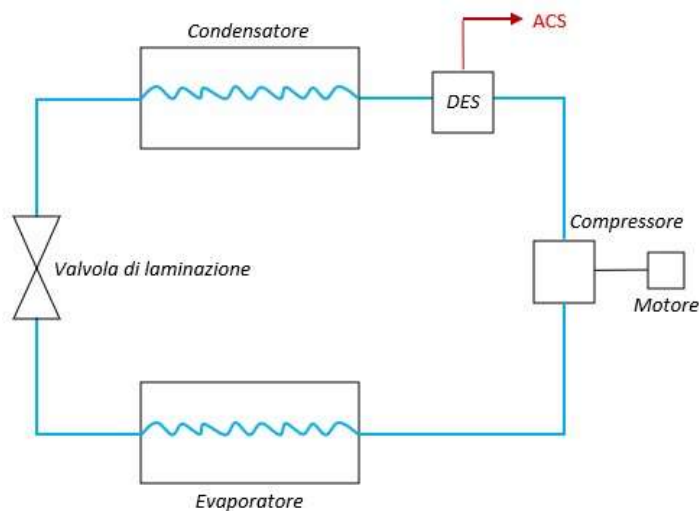 Condensatore
ACS
DES
Compressore
Valvola di laminazione
Motore
Evaporatore